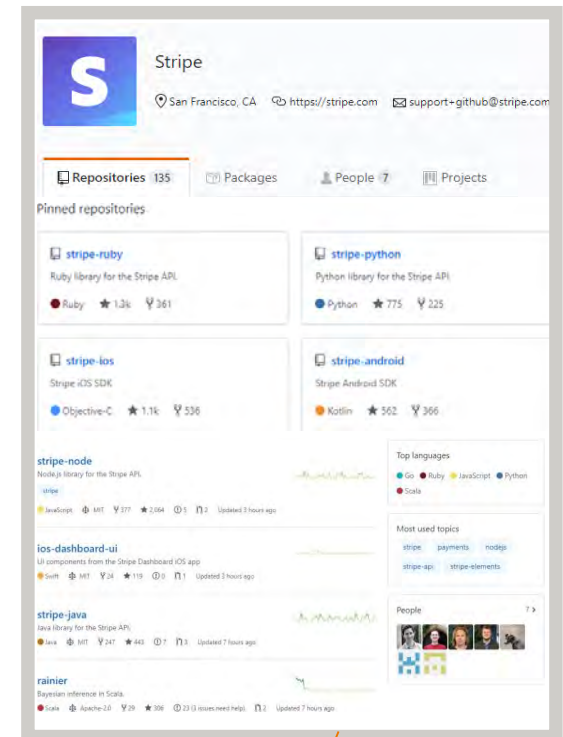 S
Stripe
San Francisco, CA https://stripe.com support+github@stripe.com
Repositories 135 Packages People 7 Projects
Pinned repositories
stripe-ruby
Ruby library for the Stripe API.
Ruby 1.3k 361
stripe-python
Python library for the Stripe API.
Python 775 225
stripe-ios
Stripe iOS SDK
Objective-C 1.1k 536
stripe-android
Stripe Android SDK
Kotlin 562 366
stripe-node
Node.js library for the Stripe API.
stripe
JavaScript MIT 377 2,064 5 2 Updated 3 hours ago
ios-dashboard-ui
UI components from the Stripe Dashboard iOS app
Swift MIT 24 119 0 1 Updated 3 hours ago
stripe-java
Java library for the Stripe API.
Java MIT 247 443 7 3 Updated 7 hours ago
rainier
Bayesian inference in Scala.
Scala Apache-2.0 29 306 23 (3 issues need help) 2 Updated 7 hours ago
Top languages
Go Ruby JavaScript Python
Scala
Most used topics
stripe payments nodejs
stripe-api stripe-elements
People 7 >